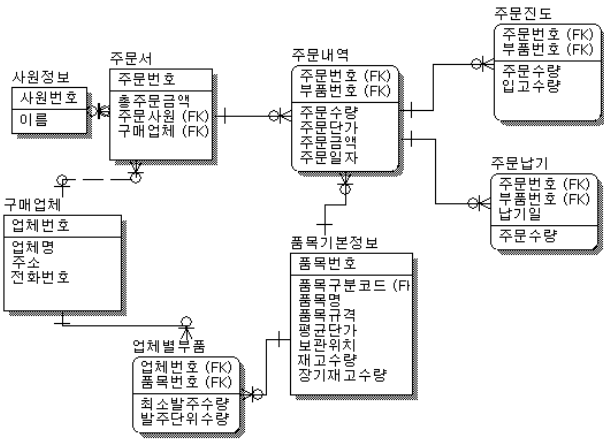 사원정보
사원번호
이름
주문서
주문번호
총주문금액
주문사원 (FK)
구매업체 (FK)
주문내역
주문번호 (FK)
부품번호 (FK)
주문수량
주문단가
주문금액
주문일자
주문진도
주문번호 (FK)
부품번호 (FK)
주문수량
입고수량
주문납기
주문번호 (FK)
부품번호 (FK)
납기일
주문수량
구매업체
업체번호
업체명
주소
전화번호
업체별부품
업체번호 (FK)
품목번호 (FK)
최소발주수량
발주단위수량
품목기본정보
품목번호
품목구분코드 (FK
품목명
품목규격
평균단가
보관위치
재고수량
장기재고수량